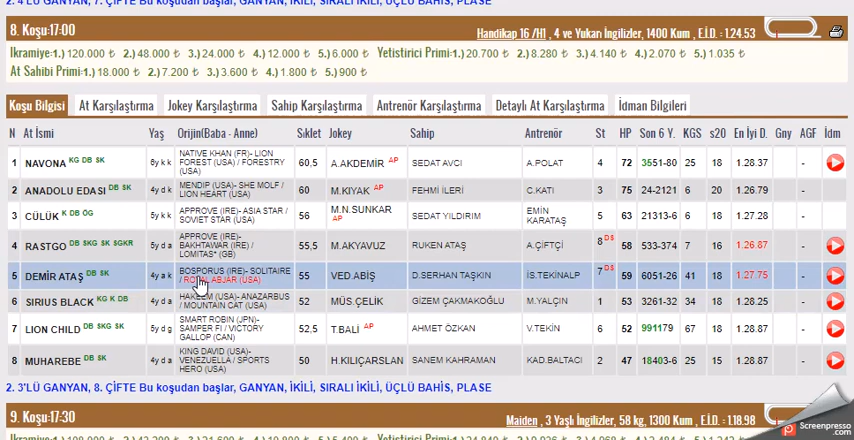 2. 4'LÜ GANYAN, 7. ÇİFTE Bu koşudan başlar, GANYAN, İKİLİ, SIRALI İKİLİ, ÜÇLÜ BAHİS, PLASE
8. Koşu:17:00 Handikap 16 /H1 , 4 ve Yukarı İngilizler, 1400 Kum , E.İ.D. : 1.24.53
İkramiye:1.) 120.000 ₺ 2.) 48.000 ₺ 3.) 24.000 ₺ 4.) 12.000 ₺ 5.) 6.000 ₺ Yetistirici Primi:1.) 20.700 ₺ 2.) 8.280 ₺ 3.) 4.140 ₺ 4.) 2.070 ₺ 5.) 1.035 ₺
At Sahibi Primi:1.) 18.000 ₺ 2.) 7.200 ₺ 3.) 3.600 ₺ 4.) 1.800 ₺ 5.) 900 ₺
Koşu Bilgisi At Karşılaştırma Jokey Karşılaştırma Sahip Karşılaştırma Antrenör Karşılaştırma Detaylı At Karşılaştırma İdman Bilgileri
N At İsmi Yaş Orijin(Baba - Anne) Sıklet Jokey Sahip Antrenör St HP Son 6 Y. KGS s20 En İyi D. Gny AGF İdm
1 NAVONA KG DB SK 6y k k NATIVE KHAN (FR)- LION FOREST (USA) / FORESTRY (USA) 60,5 A.AKDEMİR AP SEDAT AVCI A.POLAT 4 72 3551-80 25 18 1.28.37 -
2 ANADOLU EDASI DB SK 4y d k MENDIP (USA)- SHE MOLF / LION HEART (USA) 60 M.KIYAK AP FEHMİ İLERİ C.KATI 3 75 24-2121 6 20 1.26.79 -
3 CÜLÜK K DB ÖG 5y k k APPROVE (IRE)- ASIA STAR / SOVIET STAR (USA) 56 M.N.SUNKAR AP SEDAT YILDIRIM EMİN KARATAŞ 5 63 21313-6 6 18 1.27.28 -
4 RASTGO DB SKG SK SGKR 5y d a APPROVE (IRE)- BAKHTAWAR (IRE) / LOMITAS* (GB) 55,5 M.AKYAVUZ RUKEN ATAŞ A.ÇİFTÇİ 8 DS 58 533-374 7 16 1.26.87 -
5 DEMİR ATAŞ DB SK 4y a k BOSPORUS (IRE)- SOLITAIRE / ROYAL ABJAR (USA) 55 VED.ABİŞ D.SERHAN TAŞKIN İS.TEKİNALP 7 DS 59 6051-26 41 18 1.27.75 -
6 SIRIUS BLACK KG K DB 4y d a HAKEEM (USA)- ANAZARBUS / MOUNTAIN CAT (USA) 52 MÜS.ÇELİK GİZEM ÇAKMAKOĞLU M.YALÇIN 1 53 3261-32 34 18 1.28.25 -
7 LION CHILD DB SKG SK 5y d g SMART ROBIN (JPN)- SAMPER FI / VICTORY GALLOP (CAN) 52,5 T.BALİ AP AHMET ÖZKAN V.TEKİN 6 52 991179 67 18 1.28.87 -
8 MUHAREBE DB SK 4y d a KING DAVID (USA)- VENEZUELLA / SPORTS HERO (USA) 50 H.KILIÇARSLAN SANEM KAHRAMAN KAD.BALTACI 2 47 18403-6 25 15 1.28.87 -
2. 3'LÜ GANYAN, 8. ÇİFTE Bu koşudan başlar, GANYAN, İKİLİ, SIRALI İKİLİ, ÜÇLÜ BAHİS, PLASE
9. Koşu:17:30 Maiden , 3 Yaşlı İngilizler, 58 kg, 1300 Kum , E.İ.D. : 1.18.98
Screenpresso
.com